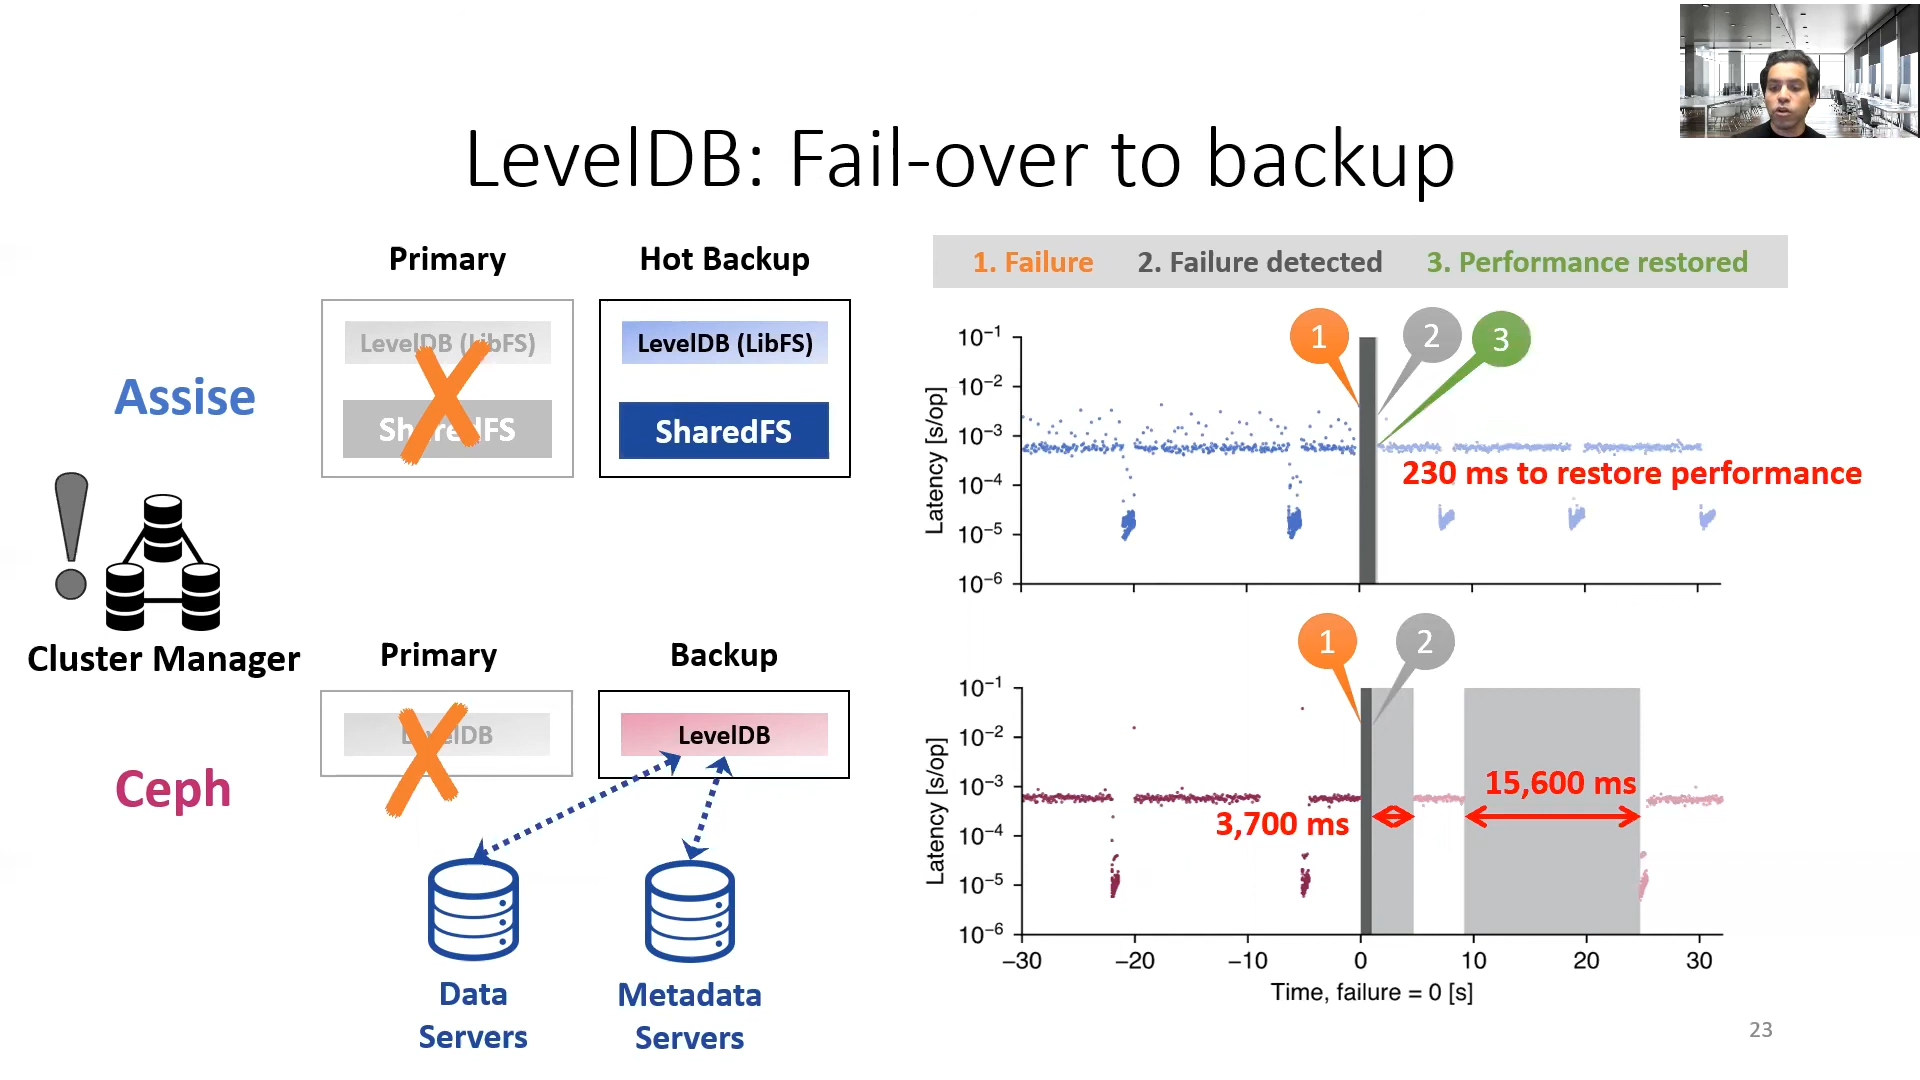 LevelDB: Fail-over to backup
Primary
Hot Backup
LevelDB (LibFS)
SharedFS
LevelDB (LibFS)
SharedFS
Assise
Cluster Manager
Primary
Backup
LevelDB
LevelDB
Ceph
Data
Servers
Metadata
Servers
1. Failure 2. Failure detected 3. Performance restored
1
2
3
Latency [s/op]
10⁻¹
10⁻²
10⁻³
10⁻⁴
10⁻⁵
10⁻⁶
230 ms to restore performance
1
2
Latency [s/op]
10⁻¹
10⁻²
10⁻³
10⁻⁴
10⁻⁵
10⁻⁶
3,700 ms
15,600 ms
−30 −20 −10 0 10 20 30
Time, failure = 0 [s]
23